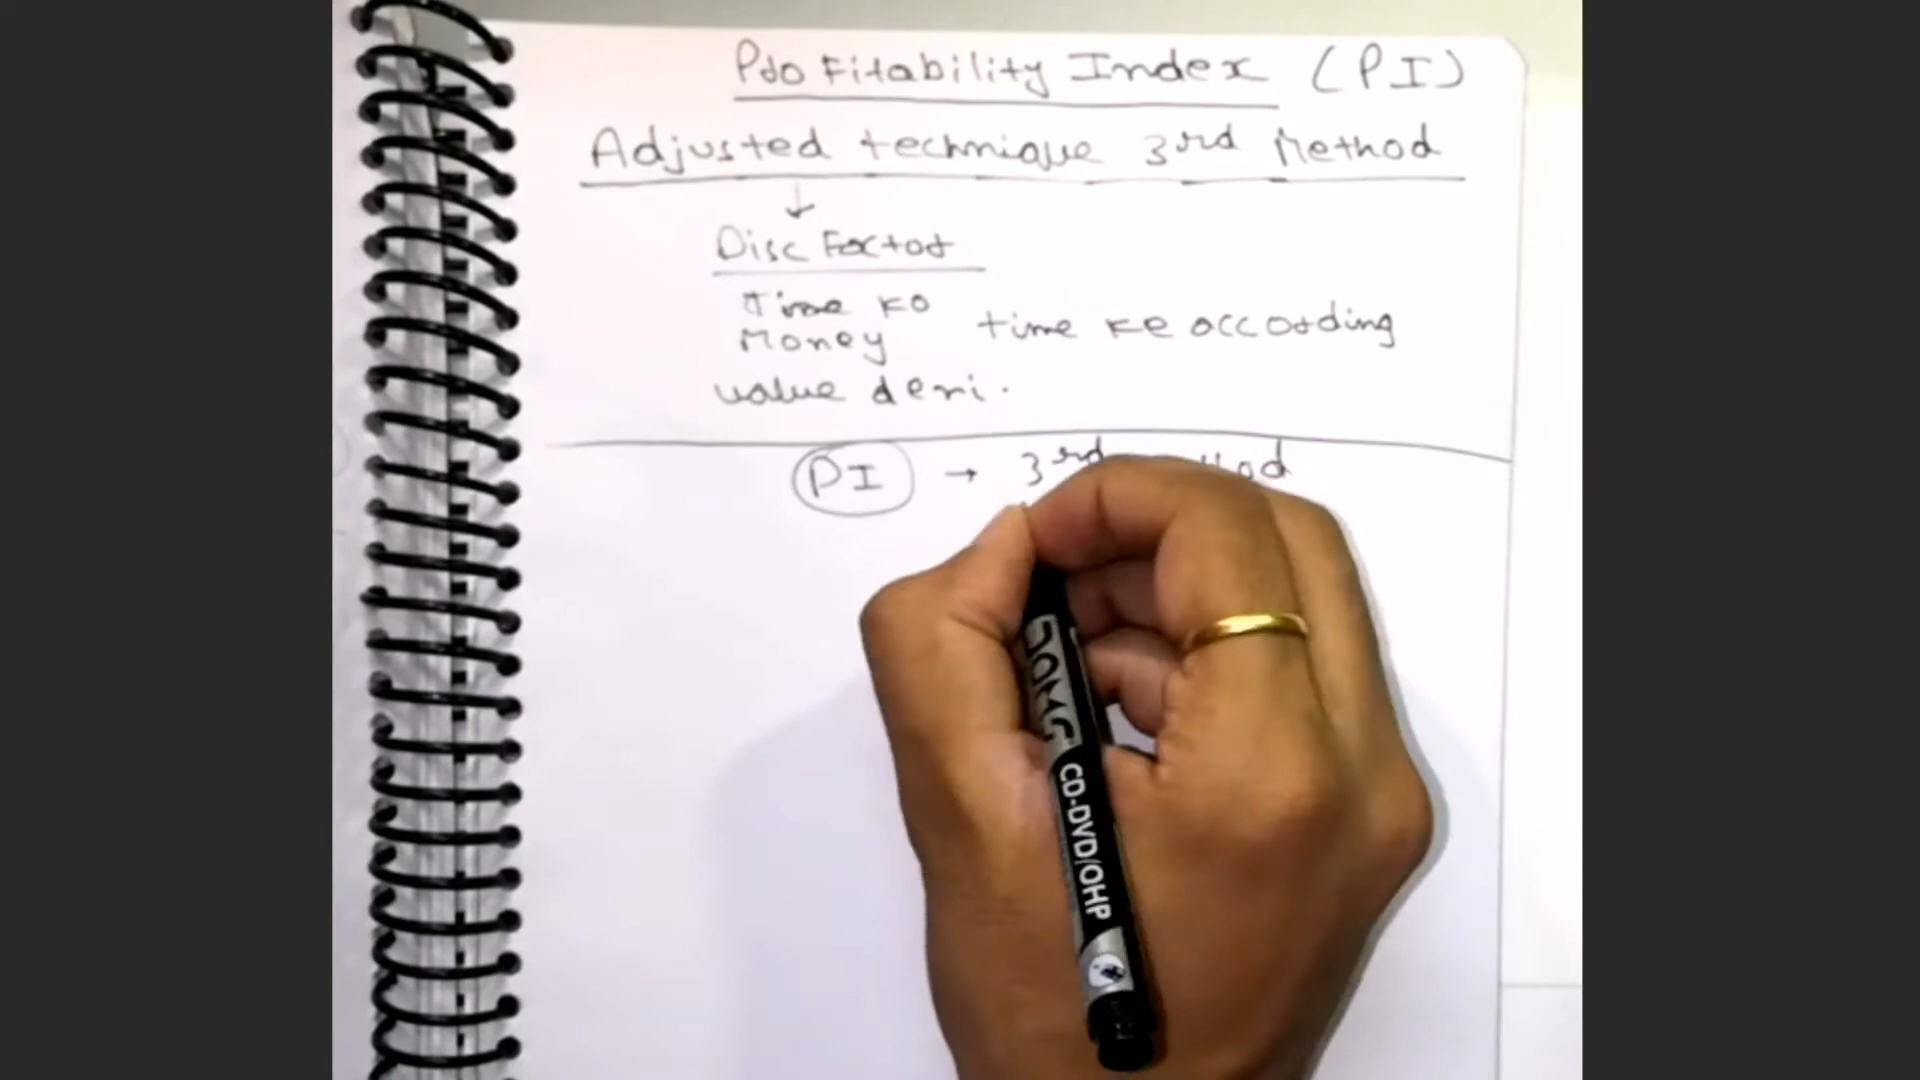 Profitability Index (PI)
Adjusted technique 3rd Method
Disc Factor
Time ko
Money
time ke according
value deni.
PI → 3rd
DOMS
CD-DVD/OHP